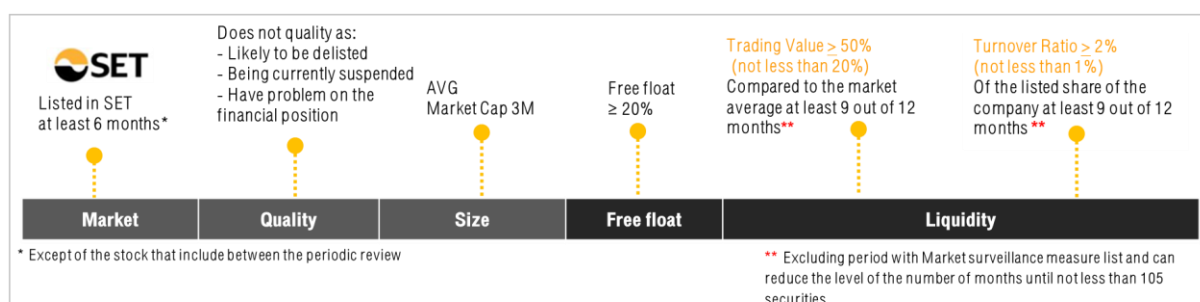 SET
Listed in SET
at least 6 months*
Does not quality as:
- Likely to be delisted
- Being currently suspended
- Have problem on the
financial position
AVG
Market Cap 3M
Free float
≥ 20%
Trading Value ≥ 50%
(not less than 20%)
Compared to the market
average at least 9 out of 12
months**
Turnover Ratio ≥ 2%
(not less than 1%)
Of the listed share of the
company at least 9 out of 12
months **
Market
Quality
Size
Free float
Liquidity
* Except of the stock that include between the periodic review
** Excluding period with Market surveillance measure list and can
reduce the level of the number of months until not less than 105
securities